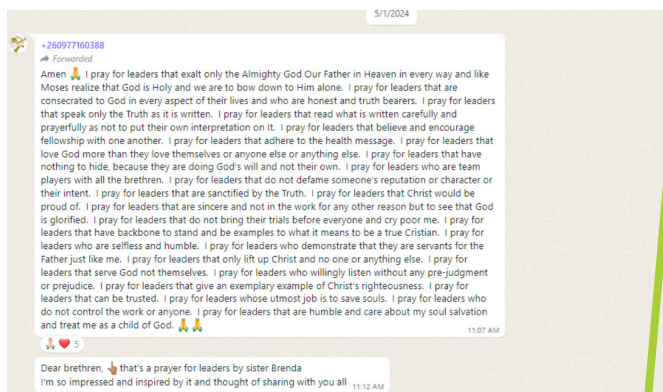 5/1/2024
+260977160388
Forwarded
Amen 🙏 I pray for leaders that exalt only the Almighty God Our Father in Heaven in every way and like
Moses realize that God is Holy and we are to bow down to Him alone. I pray for leaders that are
consecrated to God in every aspect of their lives and who are honest and truth bearers. I pray for leaders
that speak only the Truth as it is written. I pray for leaders that read what is written carefully and
prayerfully as not to put their own interpretation on It. I pray for leaders that believe and encourage
fellowship with one another. I pray for leaders that adhere to the health message. I pray for leaders that
love God more than they love themselves or anyone else or anything else. I pray for leaders that have
nothing to hide, because they are doing God's will and not their own. I pray for leaders who are team
players with all the brethren. I pray for leaders that do not defame someone's reputation or character or
their intent. I pray for leaders that are sanctified by the Truth. I pray for leaders that Christ would be
proud of. I pray for leaders that are sincere and not in the work for any other reason but to see that God
is glorified. I pray for leaders that do not bring their trials before everyone and cry poor me. I pray for
leaders that have backbone to stand and be examples to what it means to be a true Cristian. I pray for
leaders who are selfless and humble. I pray for leaders who demonstrate that they are servants for the
Father just like me. I pray for leaders that only lift up Christ and no one or anything else. I pray for
leaders that serve God not themselves. I pray for leaders who willingly listen without any pre-judgment
or prejudice. I pray for leaders that give an exemplary example of Christ's righteousness. I pray for
leaders that can be trusted. I pray for leaders whose utmost job is to save souls. I pray for leaders who
do not control the work or anyone. I pray for leaders that are humble and care about my soul salvation
and treat me as a child of God. 🙏 🙏
11:07 AM
🙏 ❤️ 5
Dear brethren, 👆🏽 that's a prayer for leaders by sister Brenda
I'm so impressed and inspired by it and thought of sharing with you all 11:12 AM